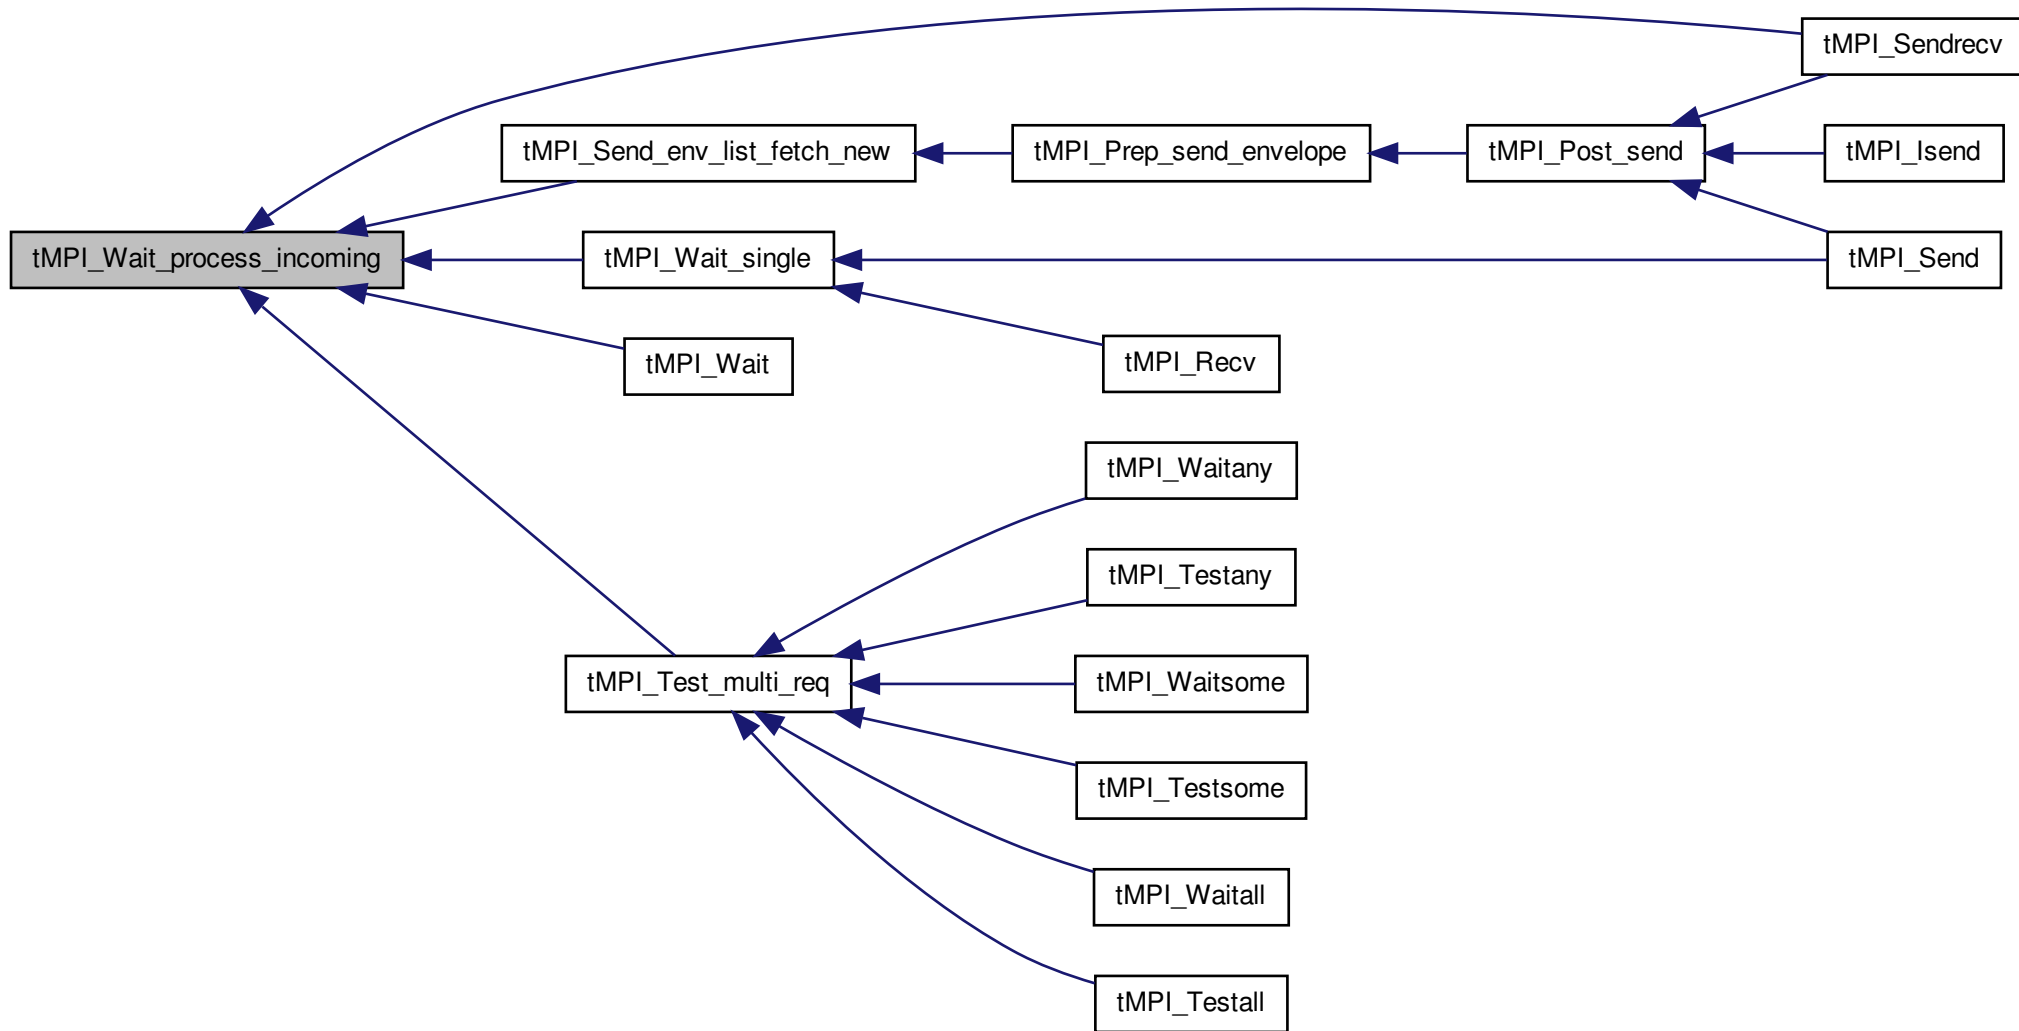 tMPI_Sendrecv
tMPI_Send_env_list_fetch_new
tMPI_Prep_send_envelope
tMPI_Post_send
tMPI_Isend
tMPI_Wait_process_incoming
tMPI_Wait_single
tMPI_Send
tMPI_Wait
tMPI_Recv
tMPI_Waitany
tMPI_Testany
tMPI_Test_multi_req
tMPI_Waitsome
tMPI_Testsome
tMPI_Waitall
tMPI_Testall